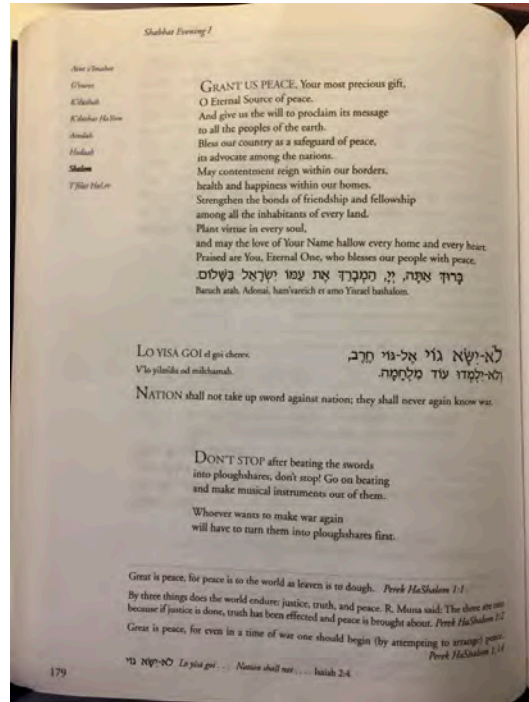 Shabbat Evening I
Avot v'Imahot
G'vurot
K'dushah
K'dushat HaYom
Avodah
Hodaah
Shalom
T'filat HaLev
GRANT US PEACE, Your most precious gift,
O Eternal Source of peace.
And give us the will to proclaim its message
to all the peoples of the earth.
Bless our country as a safeguard of peace,
its advocate among the nations.
May contentment reign within our borders,
health and happiness within our homes.
Strengthen the bonds of friendship and fellowship
among all the inhabitants of every land.
Plant virtue in every soul,
and may the love of Your Name hallow every home and every heart.
Praised are You, Eternal One, who blesses our people with peace.
בָּרוּךְ אַתָּה, יְיָ, הַמְבָרֵךְ אֶת עַמּוֹ יִשְׂרָאֵל בַּשָּׁלוֹם.
Baruch atah, Adonai, ham'vareich et amo Yisrael bashalom.
LO YISA GOI el goi cherev,
V'lo yilm'du od milchamah.
לֹא-יִשָּׂא גוֹי אֶל-גּוֹי חֶרֶב,
וְלֹא-יִלְמְדוּ עוֹד מִלְחָמָה.
NATION shall not take up sword against nation; they shall never again know war.
DON'T STOP after beating the swords
into ploughshares, don't stop! Go on beating
and make musical instruments out of them.
Whoever wants to make war again
will have to turn them into ploughshares first.
Great is peace, for peace is to the world as leaven is to dough. Perek HaShalom 1:1
By three things does the world endure: justice, truth, and peace. R. Muna said: The three are one
because if justice is done, truth has been effected and peace is brought about. Perek HaShalom 1:2
Great is peace, for even in a time of war one should begin (by attempting to arrange) peace.
Perek HaShalom 1:14
לֹא-יִשָּׂא גוֹי Lo yisa goi . . . Nation shall not . . . . Isaiah 2:4
179